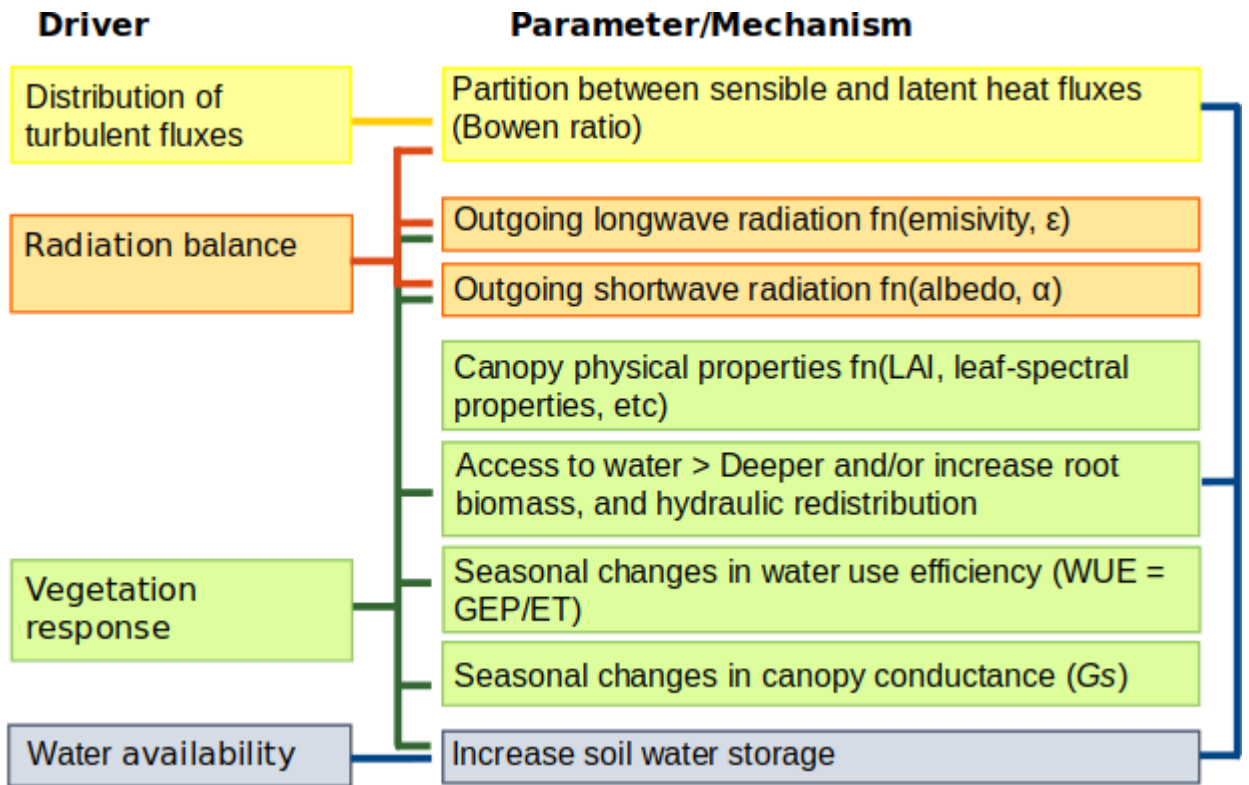 Driver
Parameter/Mechanism
Distribution of
turbulent fluxes
Partition between sensible and latent heat fluxes
(Bowen ratio)
Radiation balance
Outgoing longwave radiation fn(emisivity, ε)
Outgoing shortwave radiation fn(albedo, α)
Canopy physical properties fn(LAI, leaf-spectral
properties, etc)
Access to water > Deeper and/or increase root
biomass, and hydraulic redistribution
Vegetation
response
Seasonal changes in water use efficiency (WUE =
GEP/ET)
Seasonal changes in canopy conductance (Gs)
Water availability
Increase soil water storage